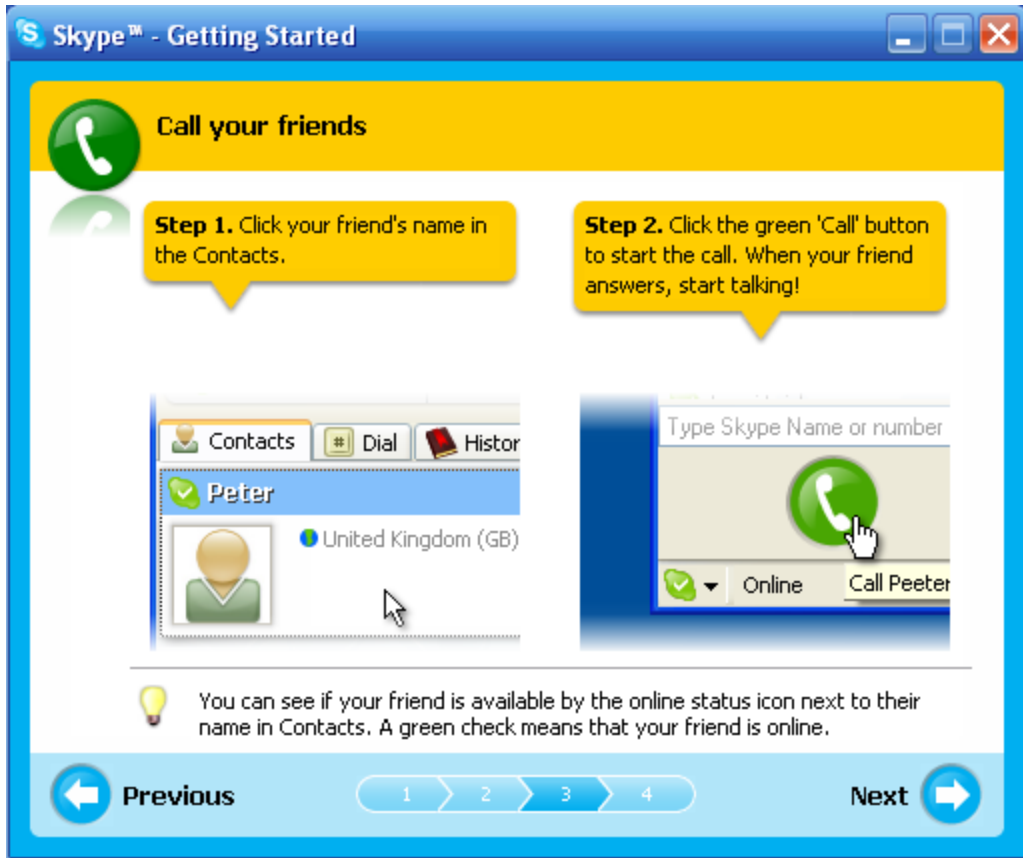 Skype™ - Getting Started
Call your friends
Step 1. Click your friend's name in
the Contacts.
Step 2. Click the green 'Call' button
to start the call. When your friend
answers, start talking!
Contacts
Dial
Histor
Peter
United Kingdom (GB)
Type Skype Name or number
Online
Call Peeter
You can see if your friend is available by the online status icon next to their
name in Contacts. A green check means that your friend is online.
Previous
1 2 3 4
Next